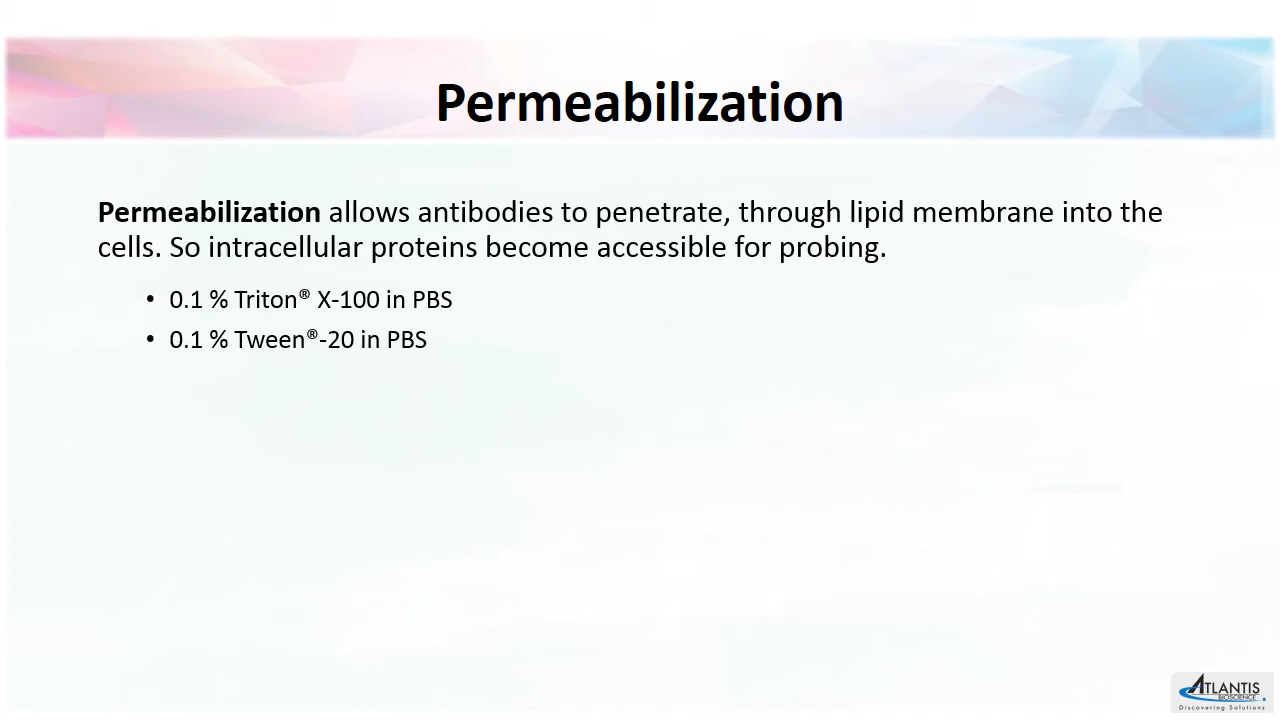 Permeabilization
Permeabilization allows antibodies to penetrate, through lipid membrane into the
cells. So intracellular proteins become accessible for probing.
• 0.1 % Triton® X-100 in PBS
• 0.1 % Tween®-20 in PBS
ATLANTIS
BIOSCIENCE
Discovering Solutions